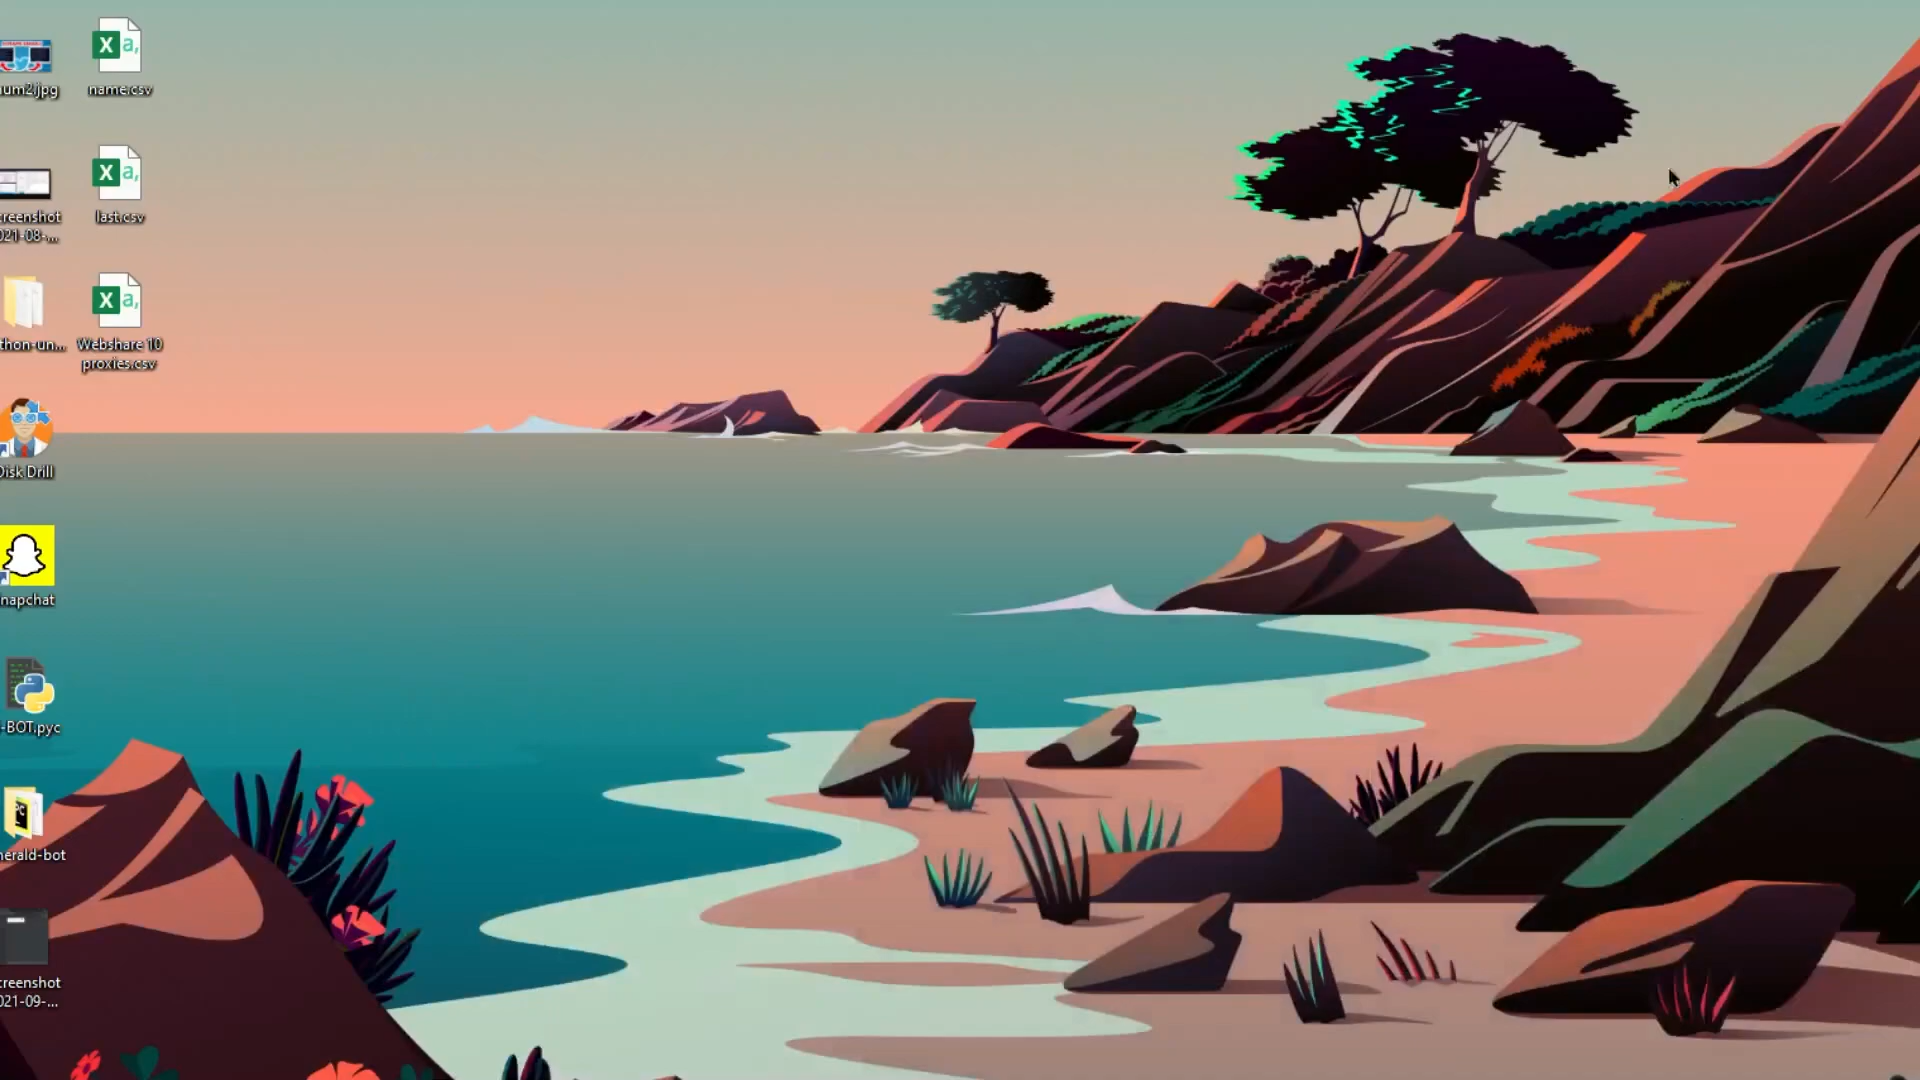 um2.jpg
name.csv
creenshot
021-08-...
last.csv
thon-un...
Webshare 10
proxies.csv
Disk Drill
napchat
-BOT.pyc
nerald-bot
creenshot
021-09-...